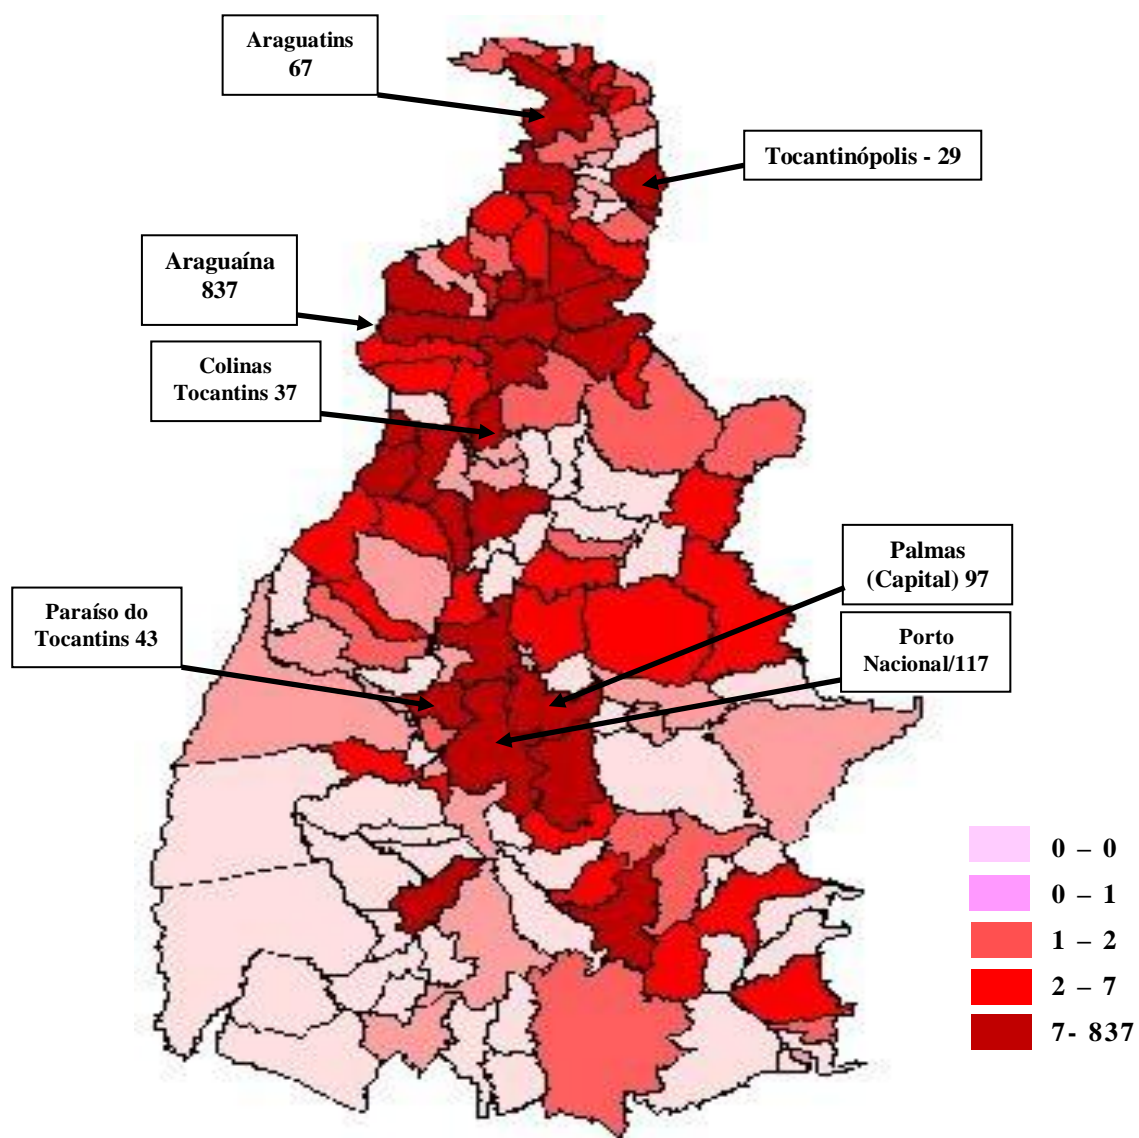 Araguatins
67
Tocantinópolis - 29
Araguaína
837
Colinas
Tocantins 37
Palmas
(Capital) 97
Paraíso do
Tocantins 43
Porto
Nacional/117
0 – 0
0 – 1
1 – 2
2 – 7
7- 837